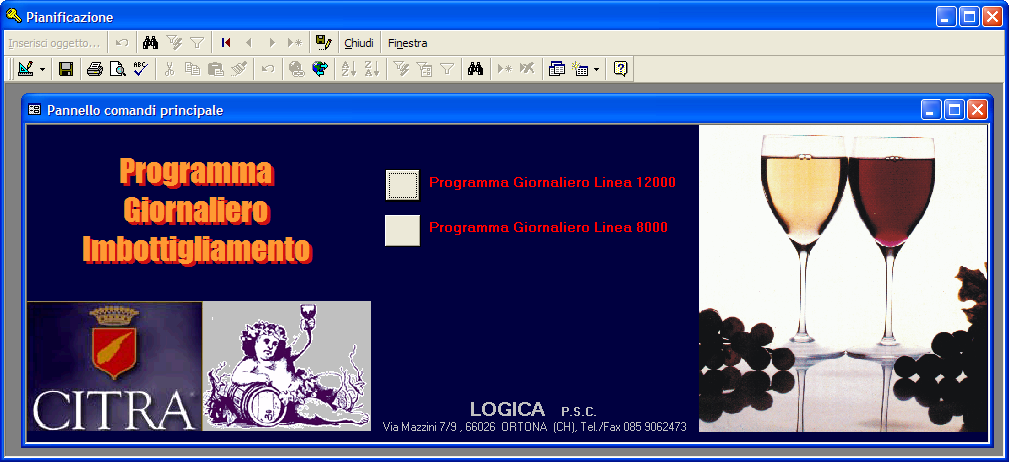 Pianificazione
Inserisci oggetto... Chiudi Finestra
ABC
A Z Z A
Pannello comandi principale
Programma
Giornaliero
Imbottigliamento
Programma Giornaliero Linea 12000
Programma Giornaliero Linea 8000
CITRA
LOGICA P.S.C.
Via Mazzini 7/9 , 66026 ORTONA (CH), Tel./Fax 085 9062473